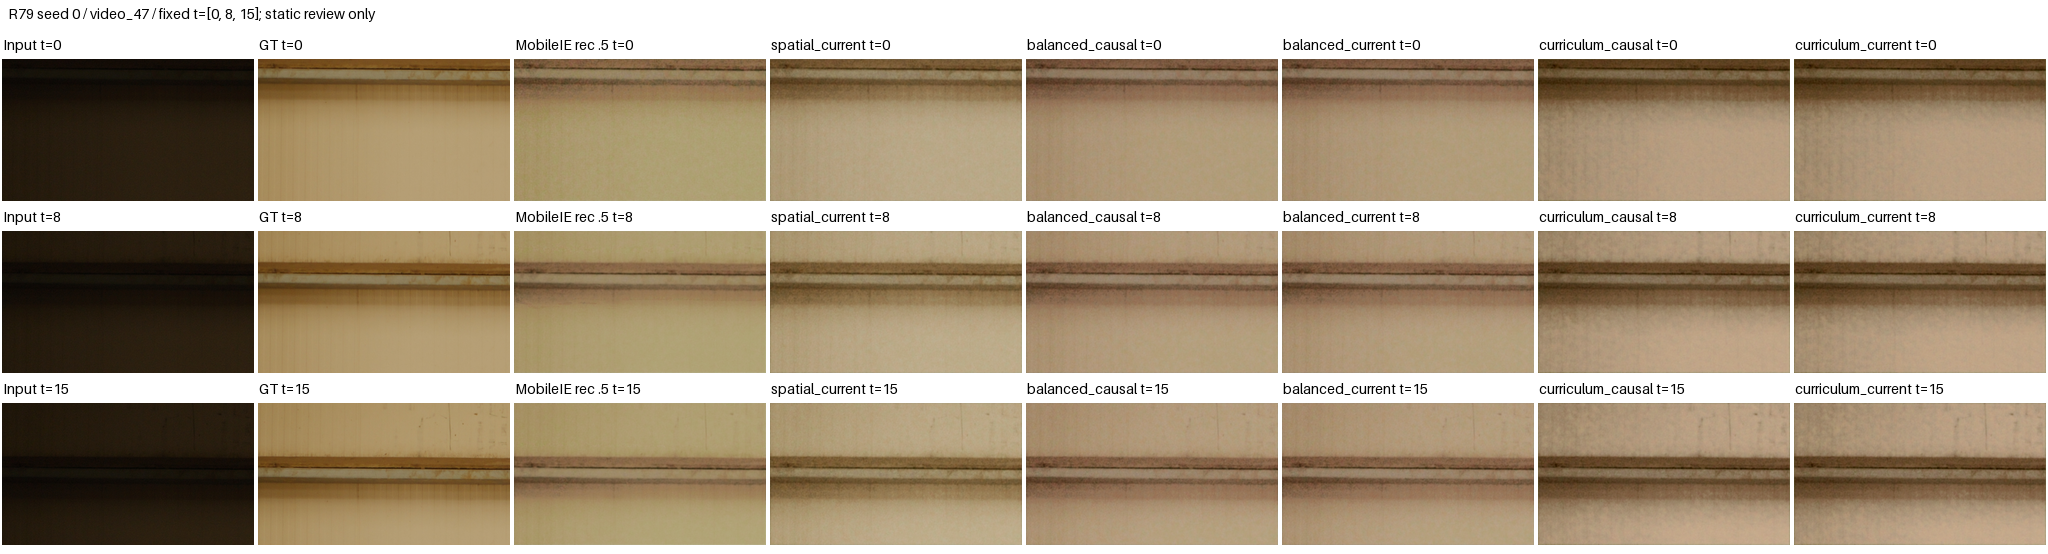 R79 seed 0 / video_47 / fixed t=[0, 8, 15]; static review only
Input t=0 GT t=0 MobileIE rec .5 t=0 spatial_current t=0 balanced_causal t=0 balanced_current t=0 curriculum_causal t=0 curriculum_current t=0
Input t=8 GT t=8 MobileIE rec .5 t=8 spatial_current t=8 balanced_causal t=8 balanced_current t=8 curriculum_causal t=8 curriculum_current t=8
Input t=15 GT t=15 MobileIE rec .5 t=15 spatial_current t=15 balanced_causal t=15 balanced_current t=15 curriculum_causal t=15 curriculum_current t=15